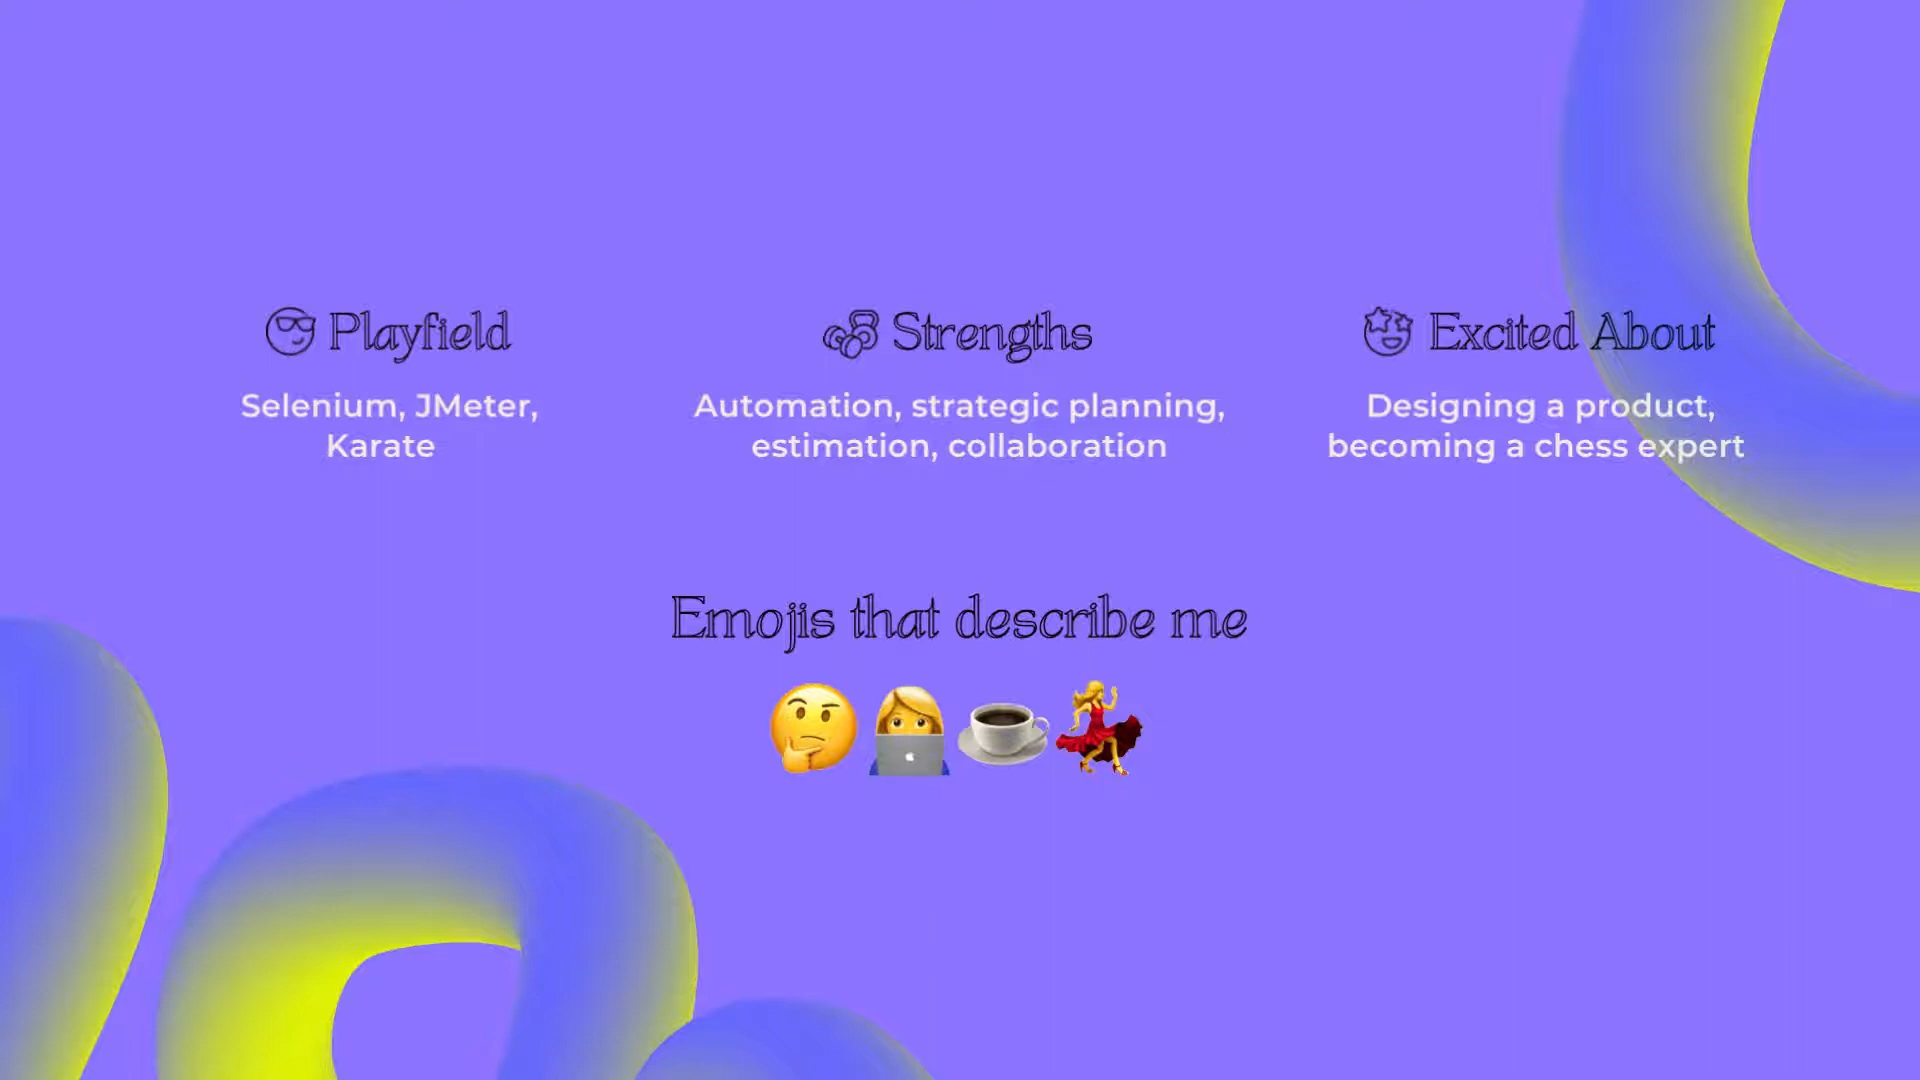 Playfield
Selenium, JMeter,
Karate
Strengths
Automation, strategic planning,
estimation, collaboration
Excited About
Designing a product,
becoming a chess expert
Emojis that describe me
🤔👩‍💻☕💃